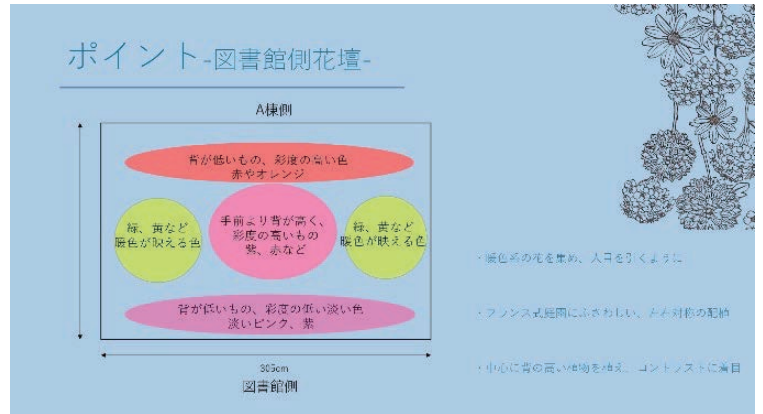 ポイント-図書館側花壇-
A棟側
背が低いもの、彩度の高い色
赤やオレンジ
緑、黄など
暖色が映える色
手前より背が高く、
彩度の高いもの
紫、赤など
緑、黄など
暖色が映える色
背が低いもの、彩度の低い淡い色
淡いピンク、紫
305cm
図書館側
・暖色系の花を集め、人目を引くように
・フランス式庭園にふさわしい、左右対称の配植
・中心に背の高い植物を植え、コントラストに着目